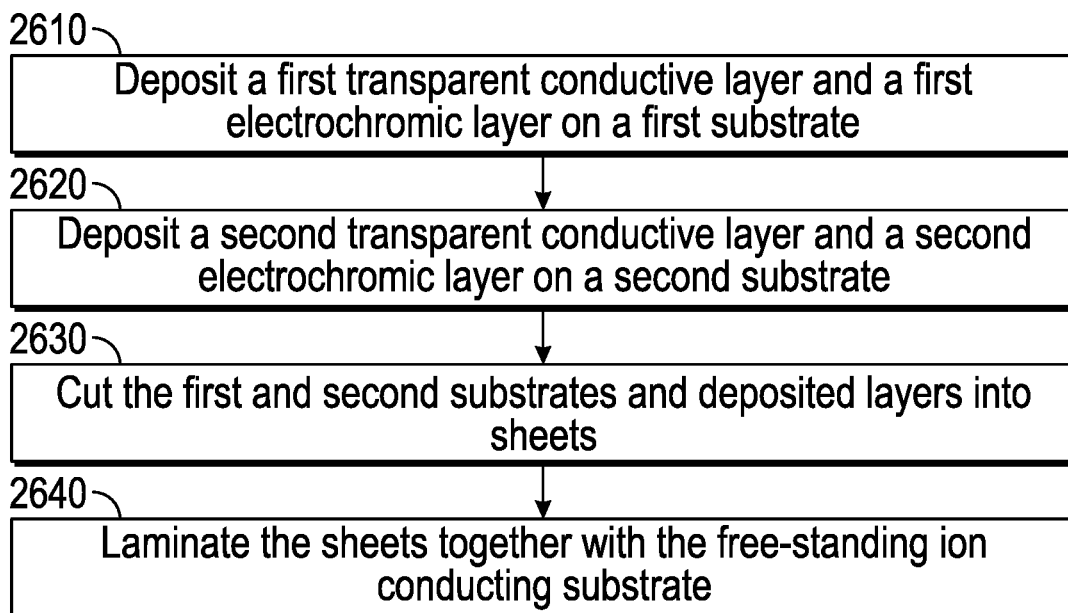 2610
Deposit a first transparent conductive layer and a first
electrochromic layer on a first substrate
2620
Deposit a second transparent conductive layer and a second
electrochromic layer on a second substrate
2630
Cut the first and second substrates and deposited layers into
sheets
2640
Laminate the sheets together with the free-standing ion
conducting substrate